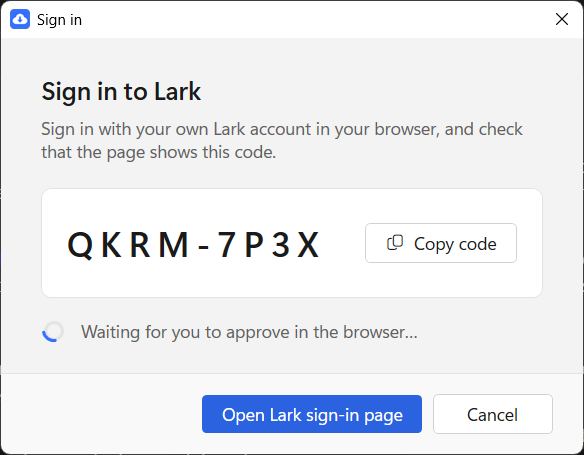 Sign in
Sign in to Lark
Sign in with your own Lark account in your browser, and check
that the page shows this code.
QKRM-7P3X
Copy code
Waiting for you to approve in the browser...
Open Lark sign-in page
Cancel